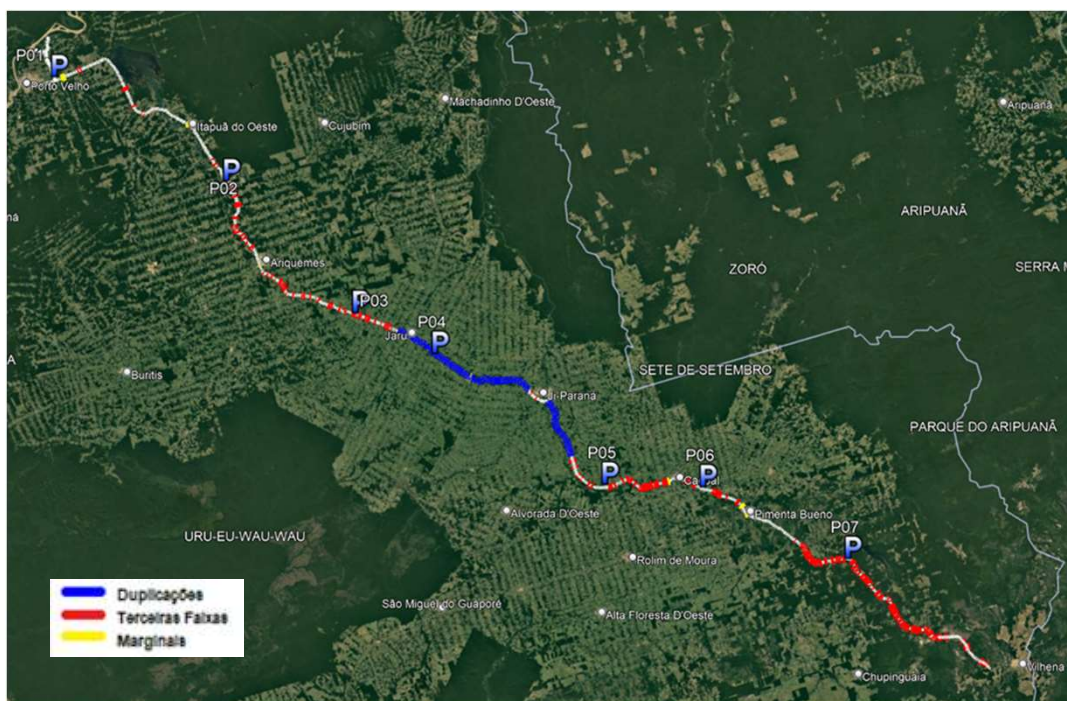 P01
P
Porto Velho
Machadinho D'Oeste
Aripuanã
Itapuã do Oeste
Cujubim
P
P02
ARIPUANÃ
Ariquemes
ZORÓ
SERRA M
P
P03
P04
Jaru
P
Buritis
SETE DE SETEMBRO
Ji-Paraná
PARQUE DO ARIPUANÃ
P05
P
P06
P
Alvorada D'Oeste
Pimenta Bueno
P07
P
URU-EU-WAU-WAU
Rolim de Moura
São Miguel do Guaporé
Alta Floresta D'Oeste
Vilhena
Chupinguaia
Duplicações
Terceiras Faixas
Marginais